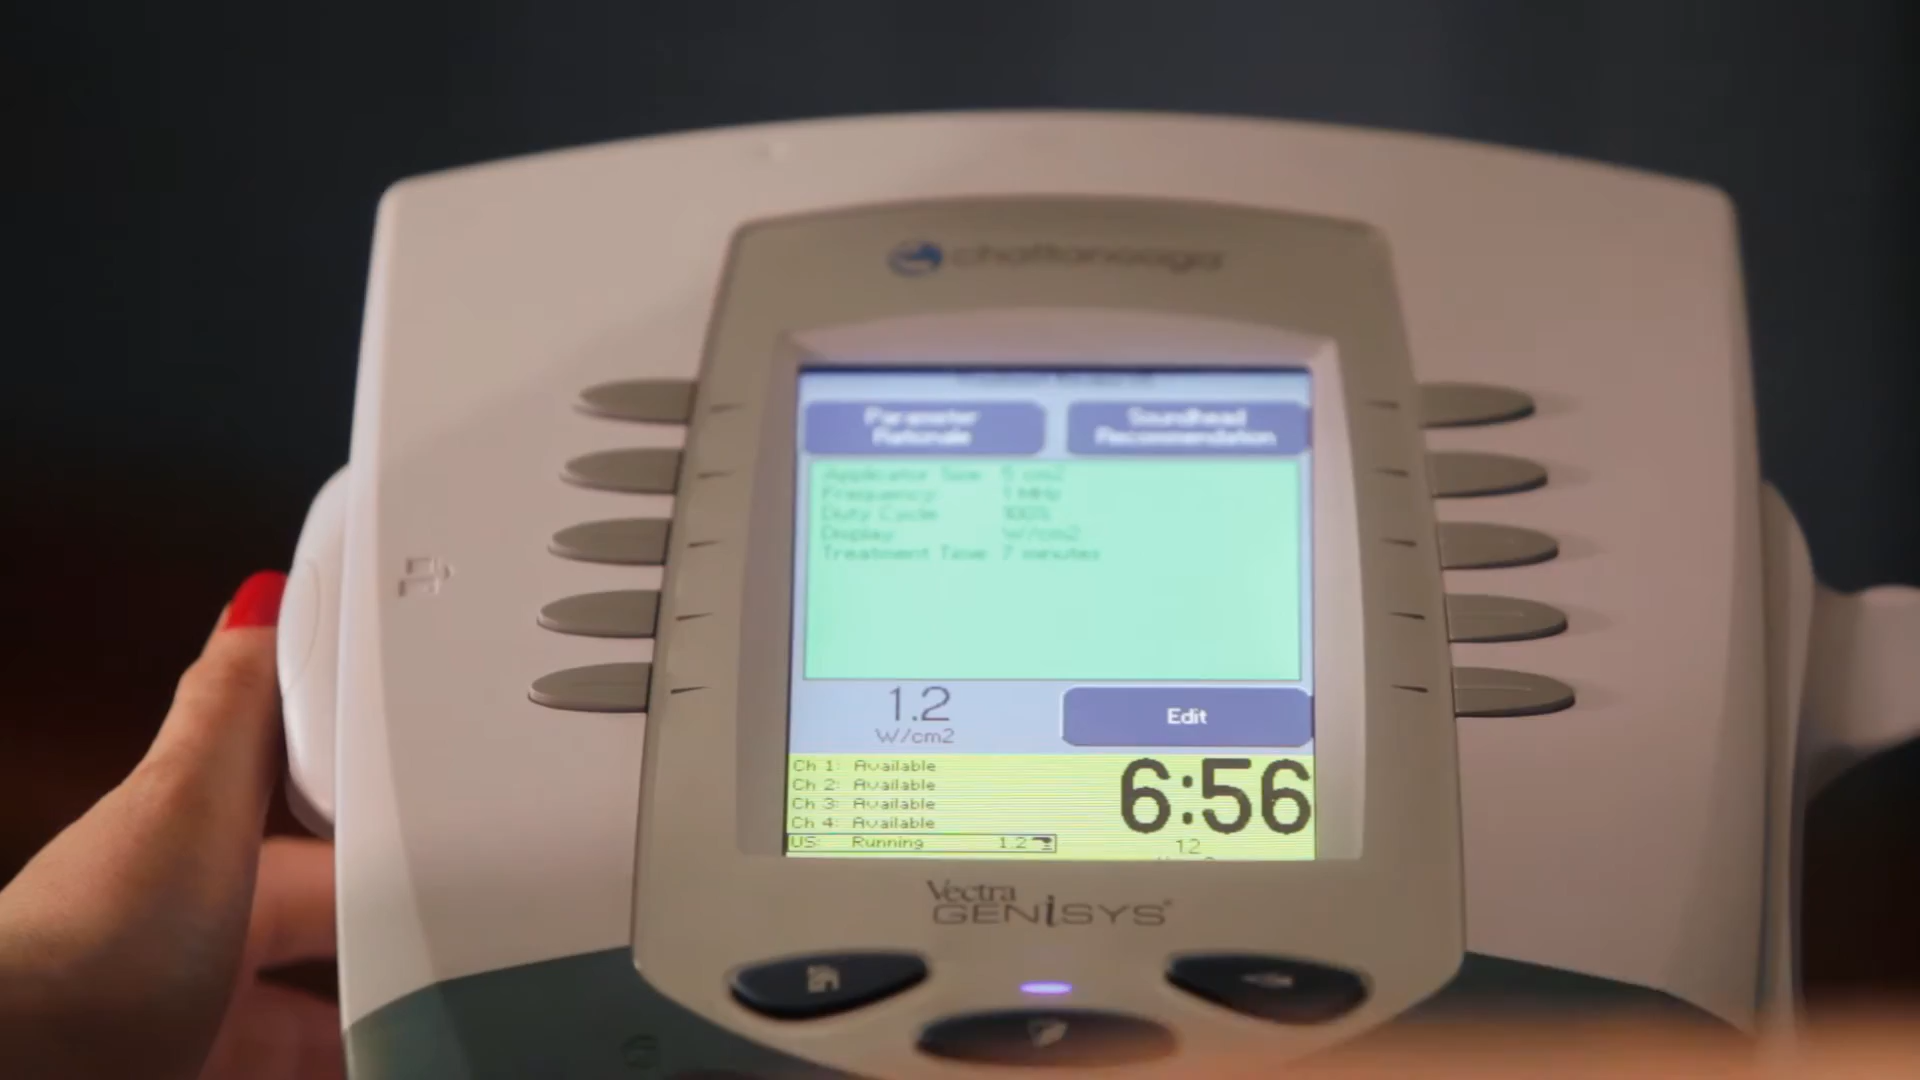 chattanooga
Parameter
Rationale
Soundhead
Recommendation
Applicator Size: 5 cm2
Frequency: 1 MHz
Duty Cycle: 100%
Display: W/cm2
Treatment Time: 7 minutes
1.2
W/cm2
Edit
Ch 1: Available
Ch 2: Available
Ch 3: Available
Ch 4: Available
US: Running 1.2
6:56
1.2
Vectra
GENiSYS®